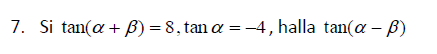 7. Si tan(α + β) = 8, tan α = −4, halla tan(α − β)